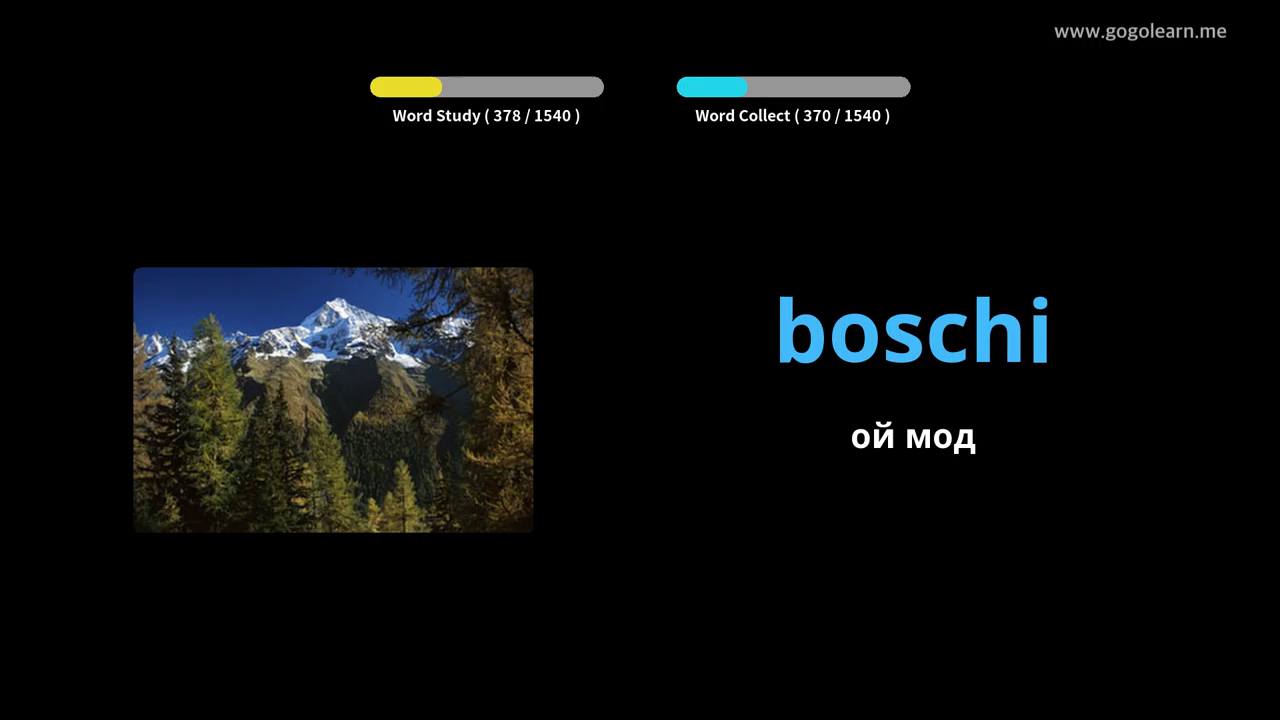 www.gogolearn.me
Word Study ( 378 / 1540 )
Word Collect ( 370 / 1540 )
boschi
ой мод